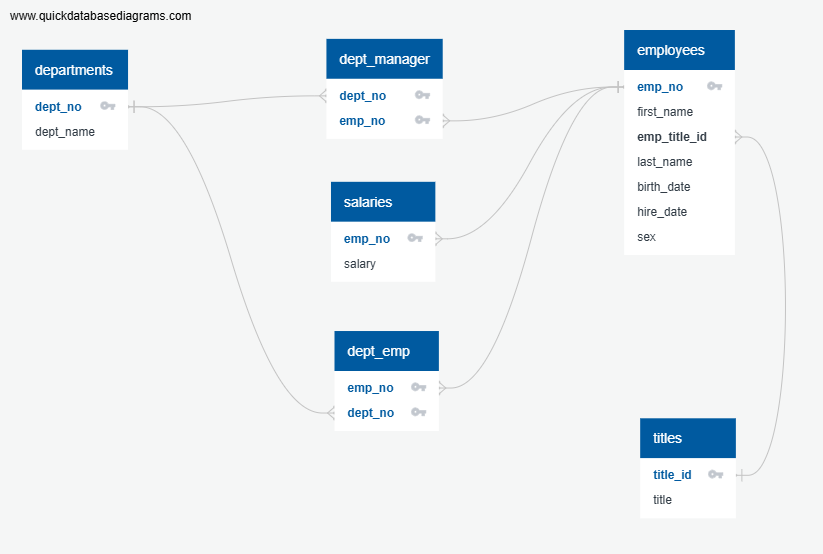 www.quickdatabasediagrams.com
departments
dept_no
dept_name
dept_manager
dept_no
emp_no
employees
emp_no
first_name
emp_title_id
last_name
birth_date
hire_date
sex
salaries
emp_no
salary
dept_emp
emp_no
dept_no
titles
title_id
title